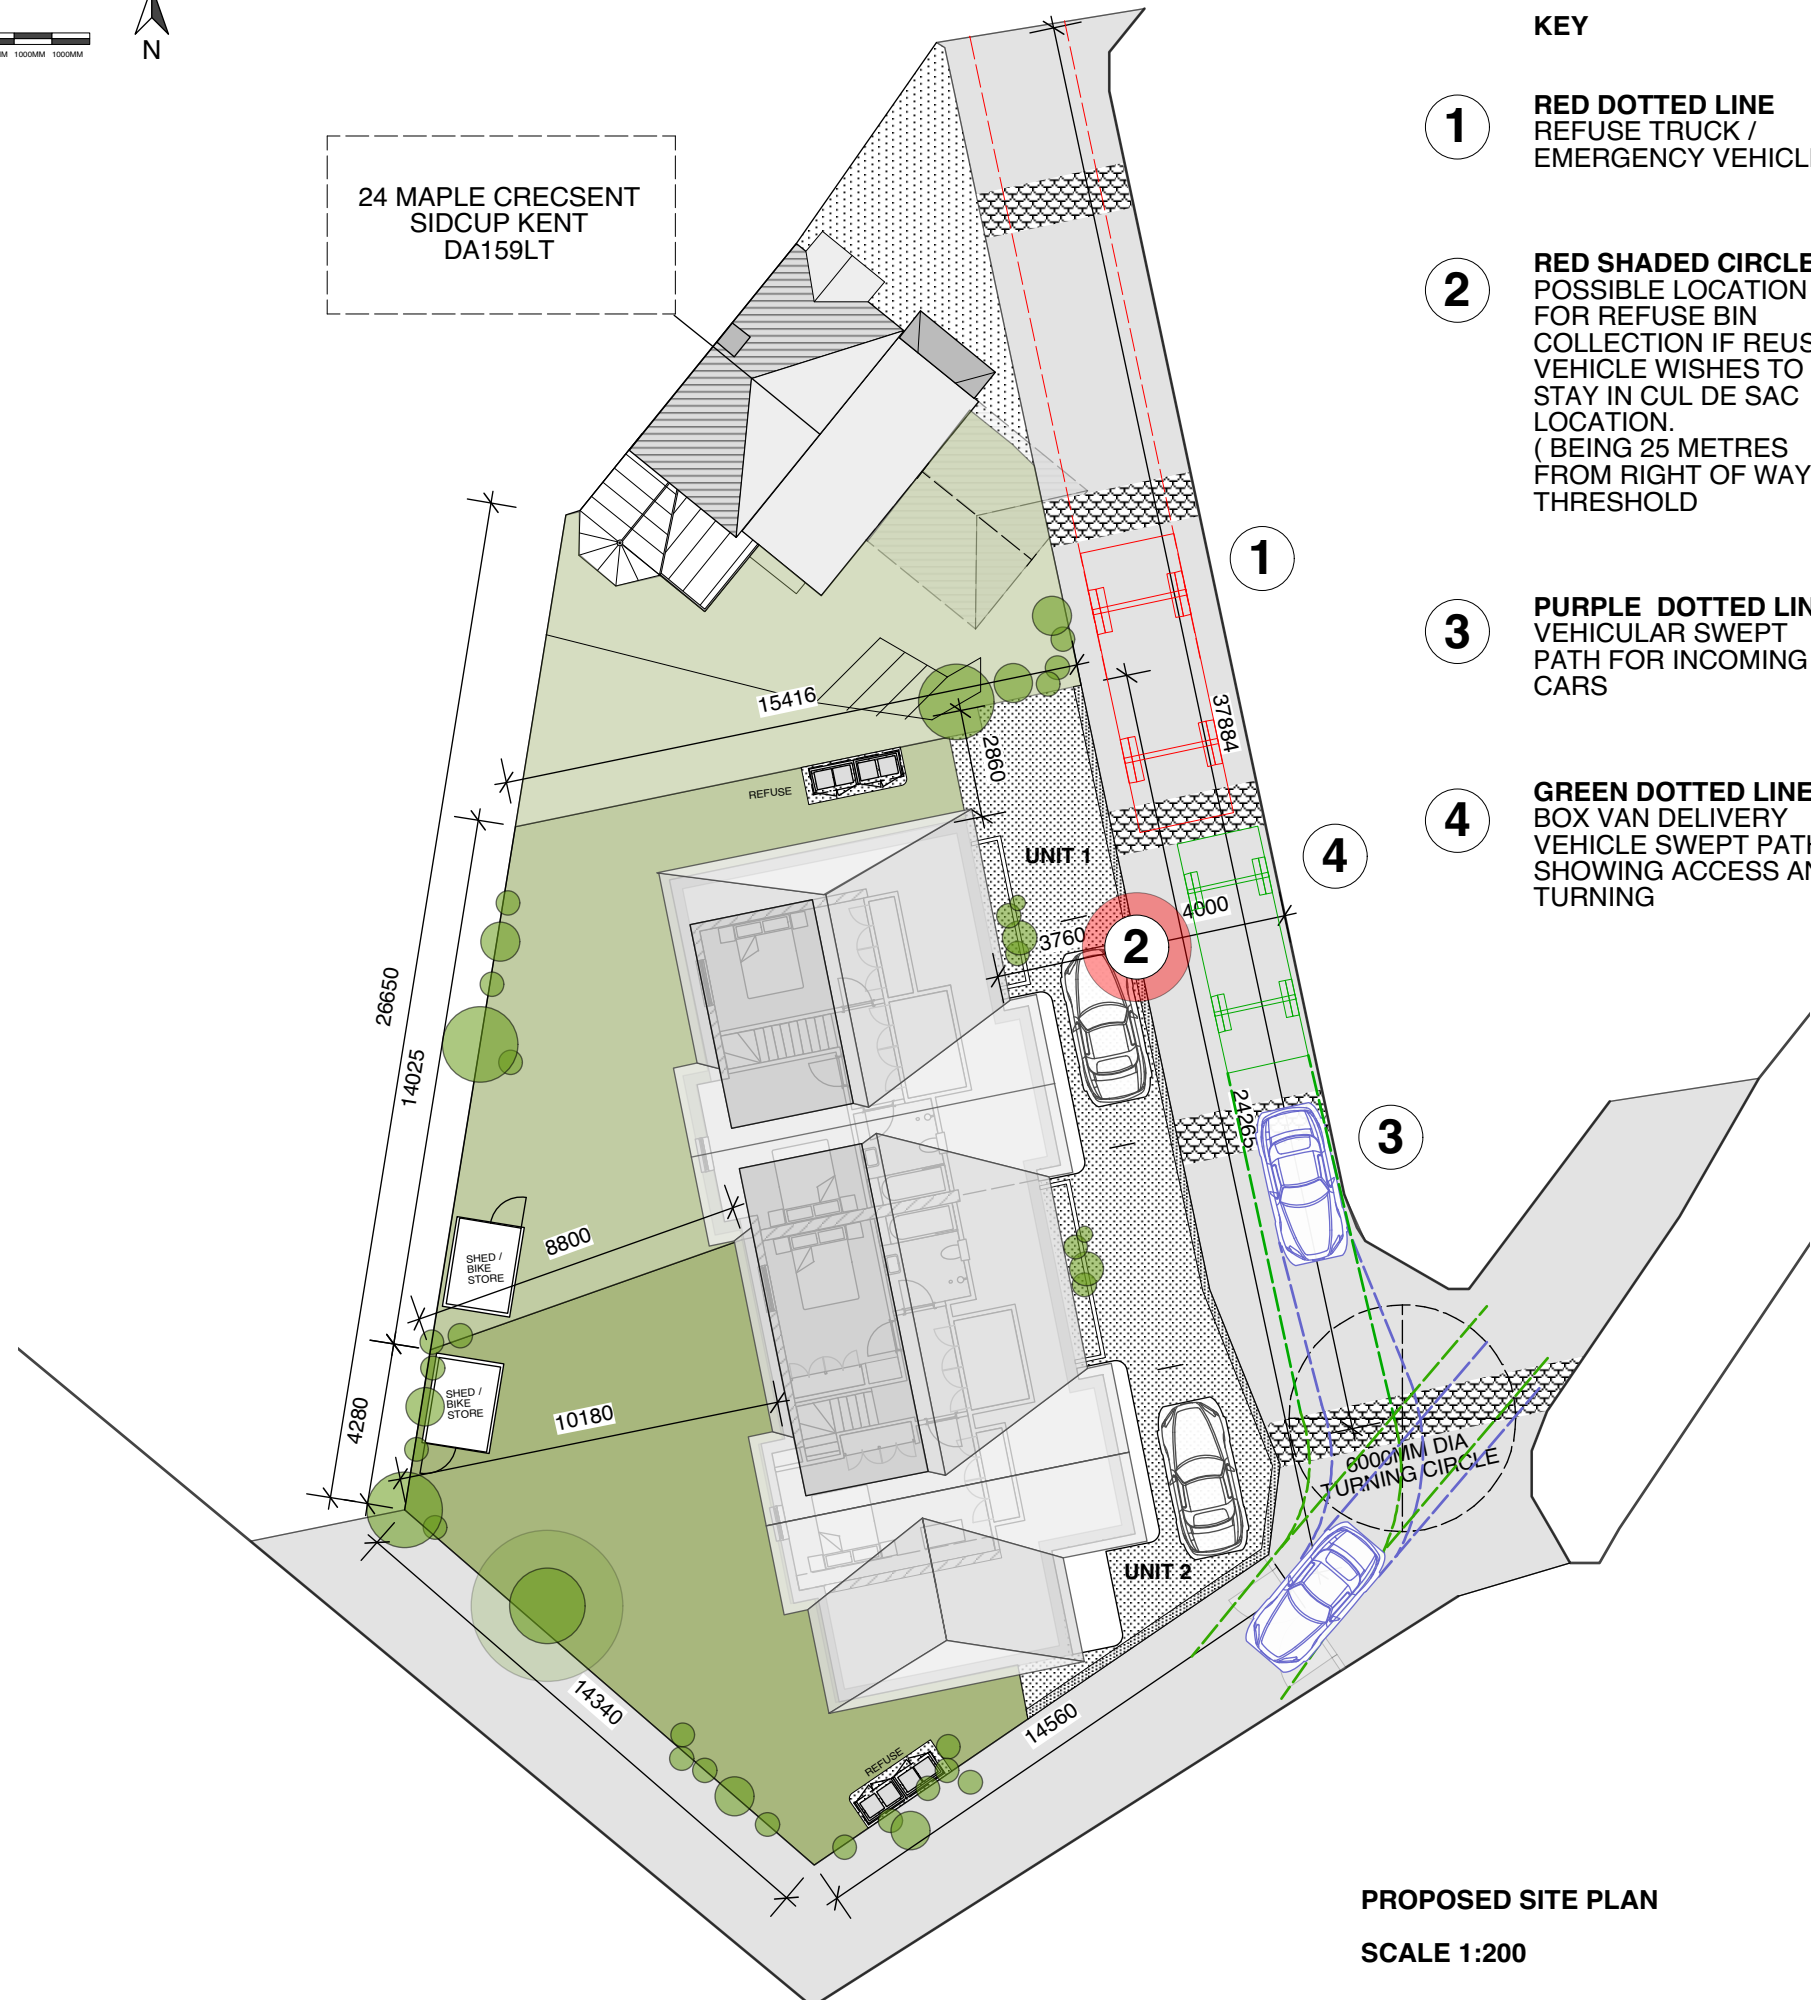 1000MM 1000MM
N
24 MAPLE CRECSENT
SIDCUP KENT
DA159LT
KEY
1
RED DOTTED LINE
REFUSE TRUCK /
EMERGENCY VEHICLE
2
RED SHADED CIRCLE
POSSIBLE LOCATION
FOR REFUSE BIN
COLLECTION IF REUS
VEHICLE WISHES TO
STAY IN CUL DE SAC
LOCATION.
( BEING 25 METRES
FROM RIGHT OF WAY
THRESHOLD
3
PURPLE DOTTED LIN
VEHICULAR SWEPT
PATH FOR INCOMING
CARS
4
GREEN DOTTED LINE
BOX VAN DELIVERY
VEHICLE SWEPT PATH
SHOWING ACCESS AN
TURNING
1
15416
37884
2860
REFUSE
UNIT 1
4
4000
3760
2
26650
14025
24265
3
8800
SHED /
BIKE
STORE
SHED /
BIKE
STORE
4280
10180
6000MM DIA
TURNING CIRCLE
UNIT 2
14340
14560
REFUSE
PROPOSED SITE PLAN
SCALE 1:200